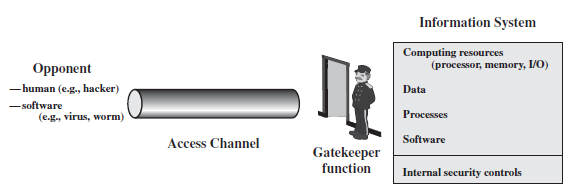 Information System
Opponent
—human (e.g., hacker)
—software
(e.g., virus, worm)
Access Channel
Gatekeeper
function
Computing resources
(processor, memory, I/O)
Data
Processes
Software
Internal security controls